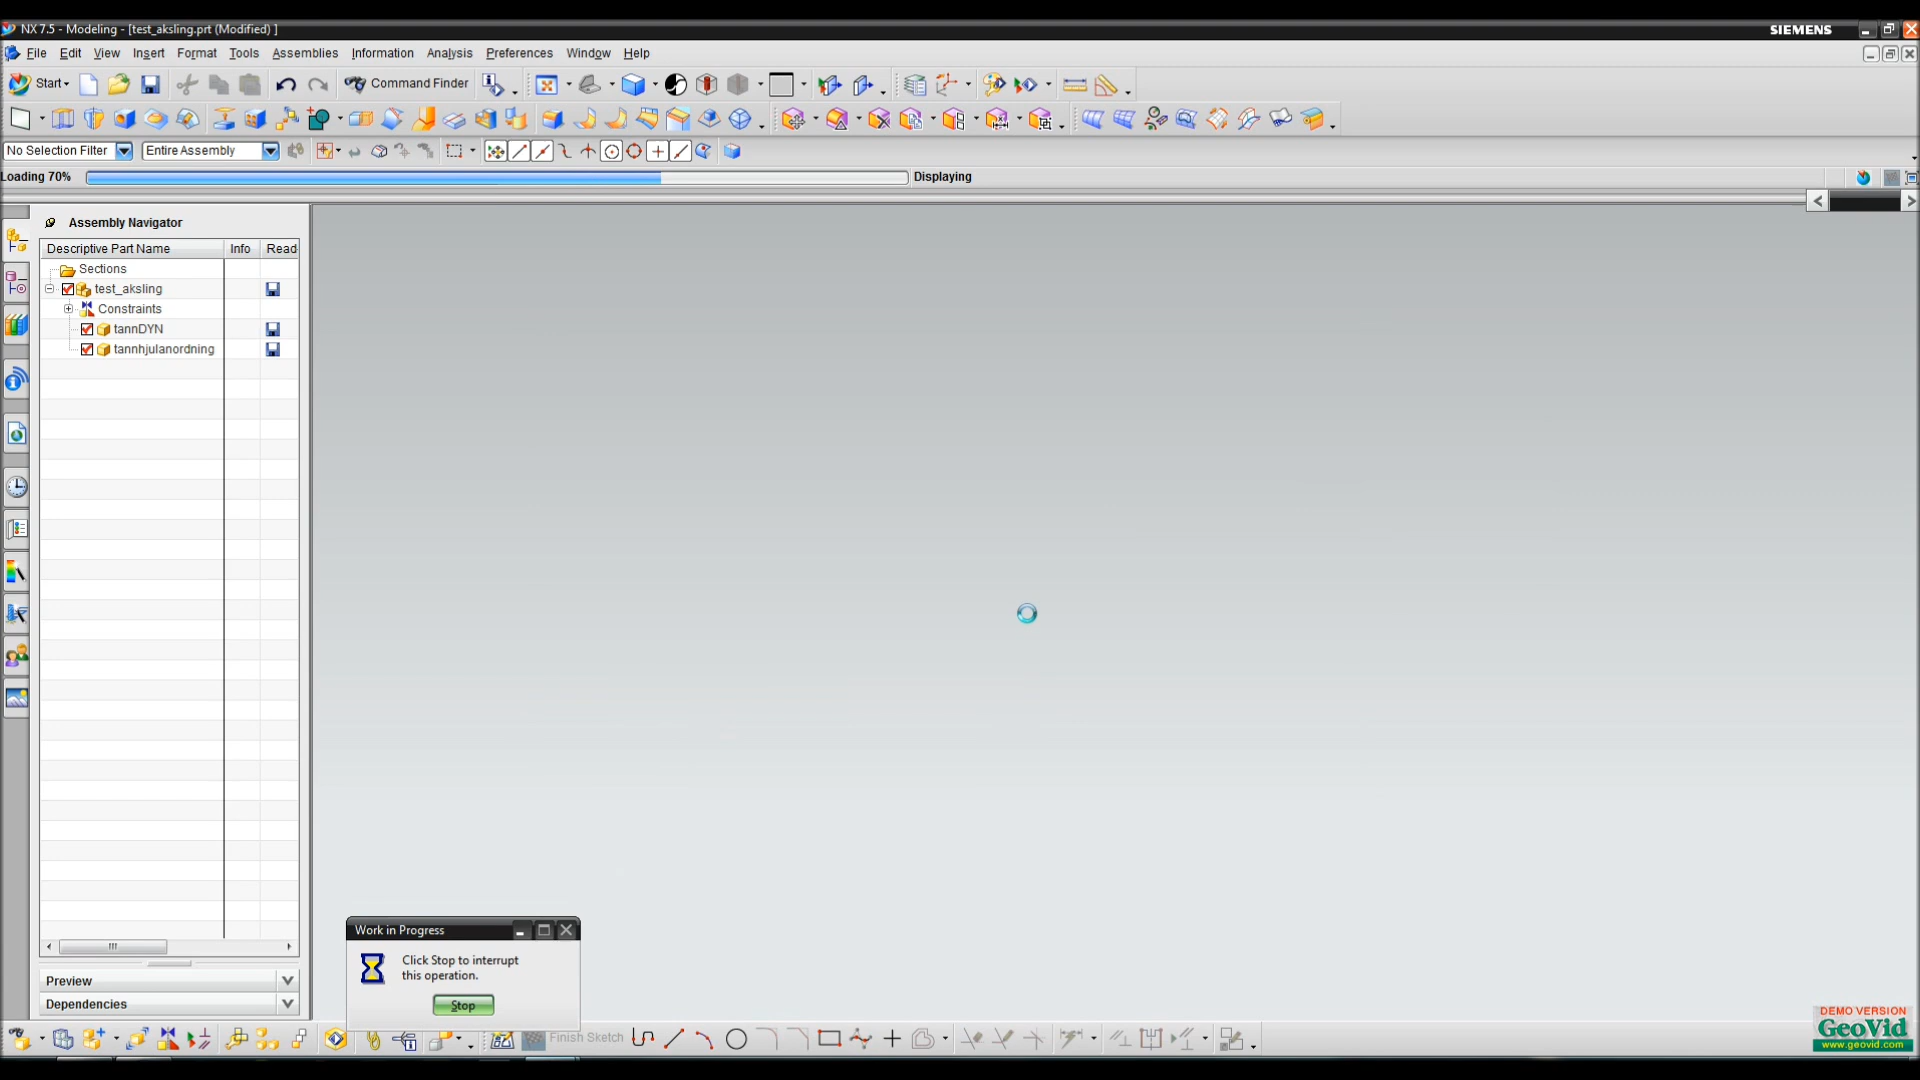 NX 7.5 - Modeling - [test_aksling.prt (Modified) ]
SIEMENS
File Edit View Insert Format Tools Assemblies Information Analysis Preferences Window Help
Start
Command Finder
No Selection Filter
Entire Assembly
Loading 70%
Displaying
Assembly Navigator
Descriptive Part Name Info Read
Sections
test_aksling
Constraints
tannDYN
tannhjulanordning
Preview
Dependencies
Work in Progress
Click Stop to interrupt
this operation.
Stop
Finish Sketch
DEMO VERSION
GeoVid
www.geovid.com